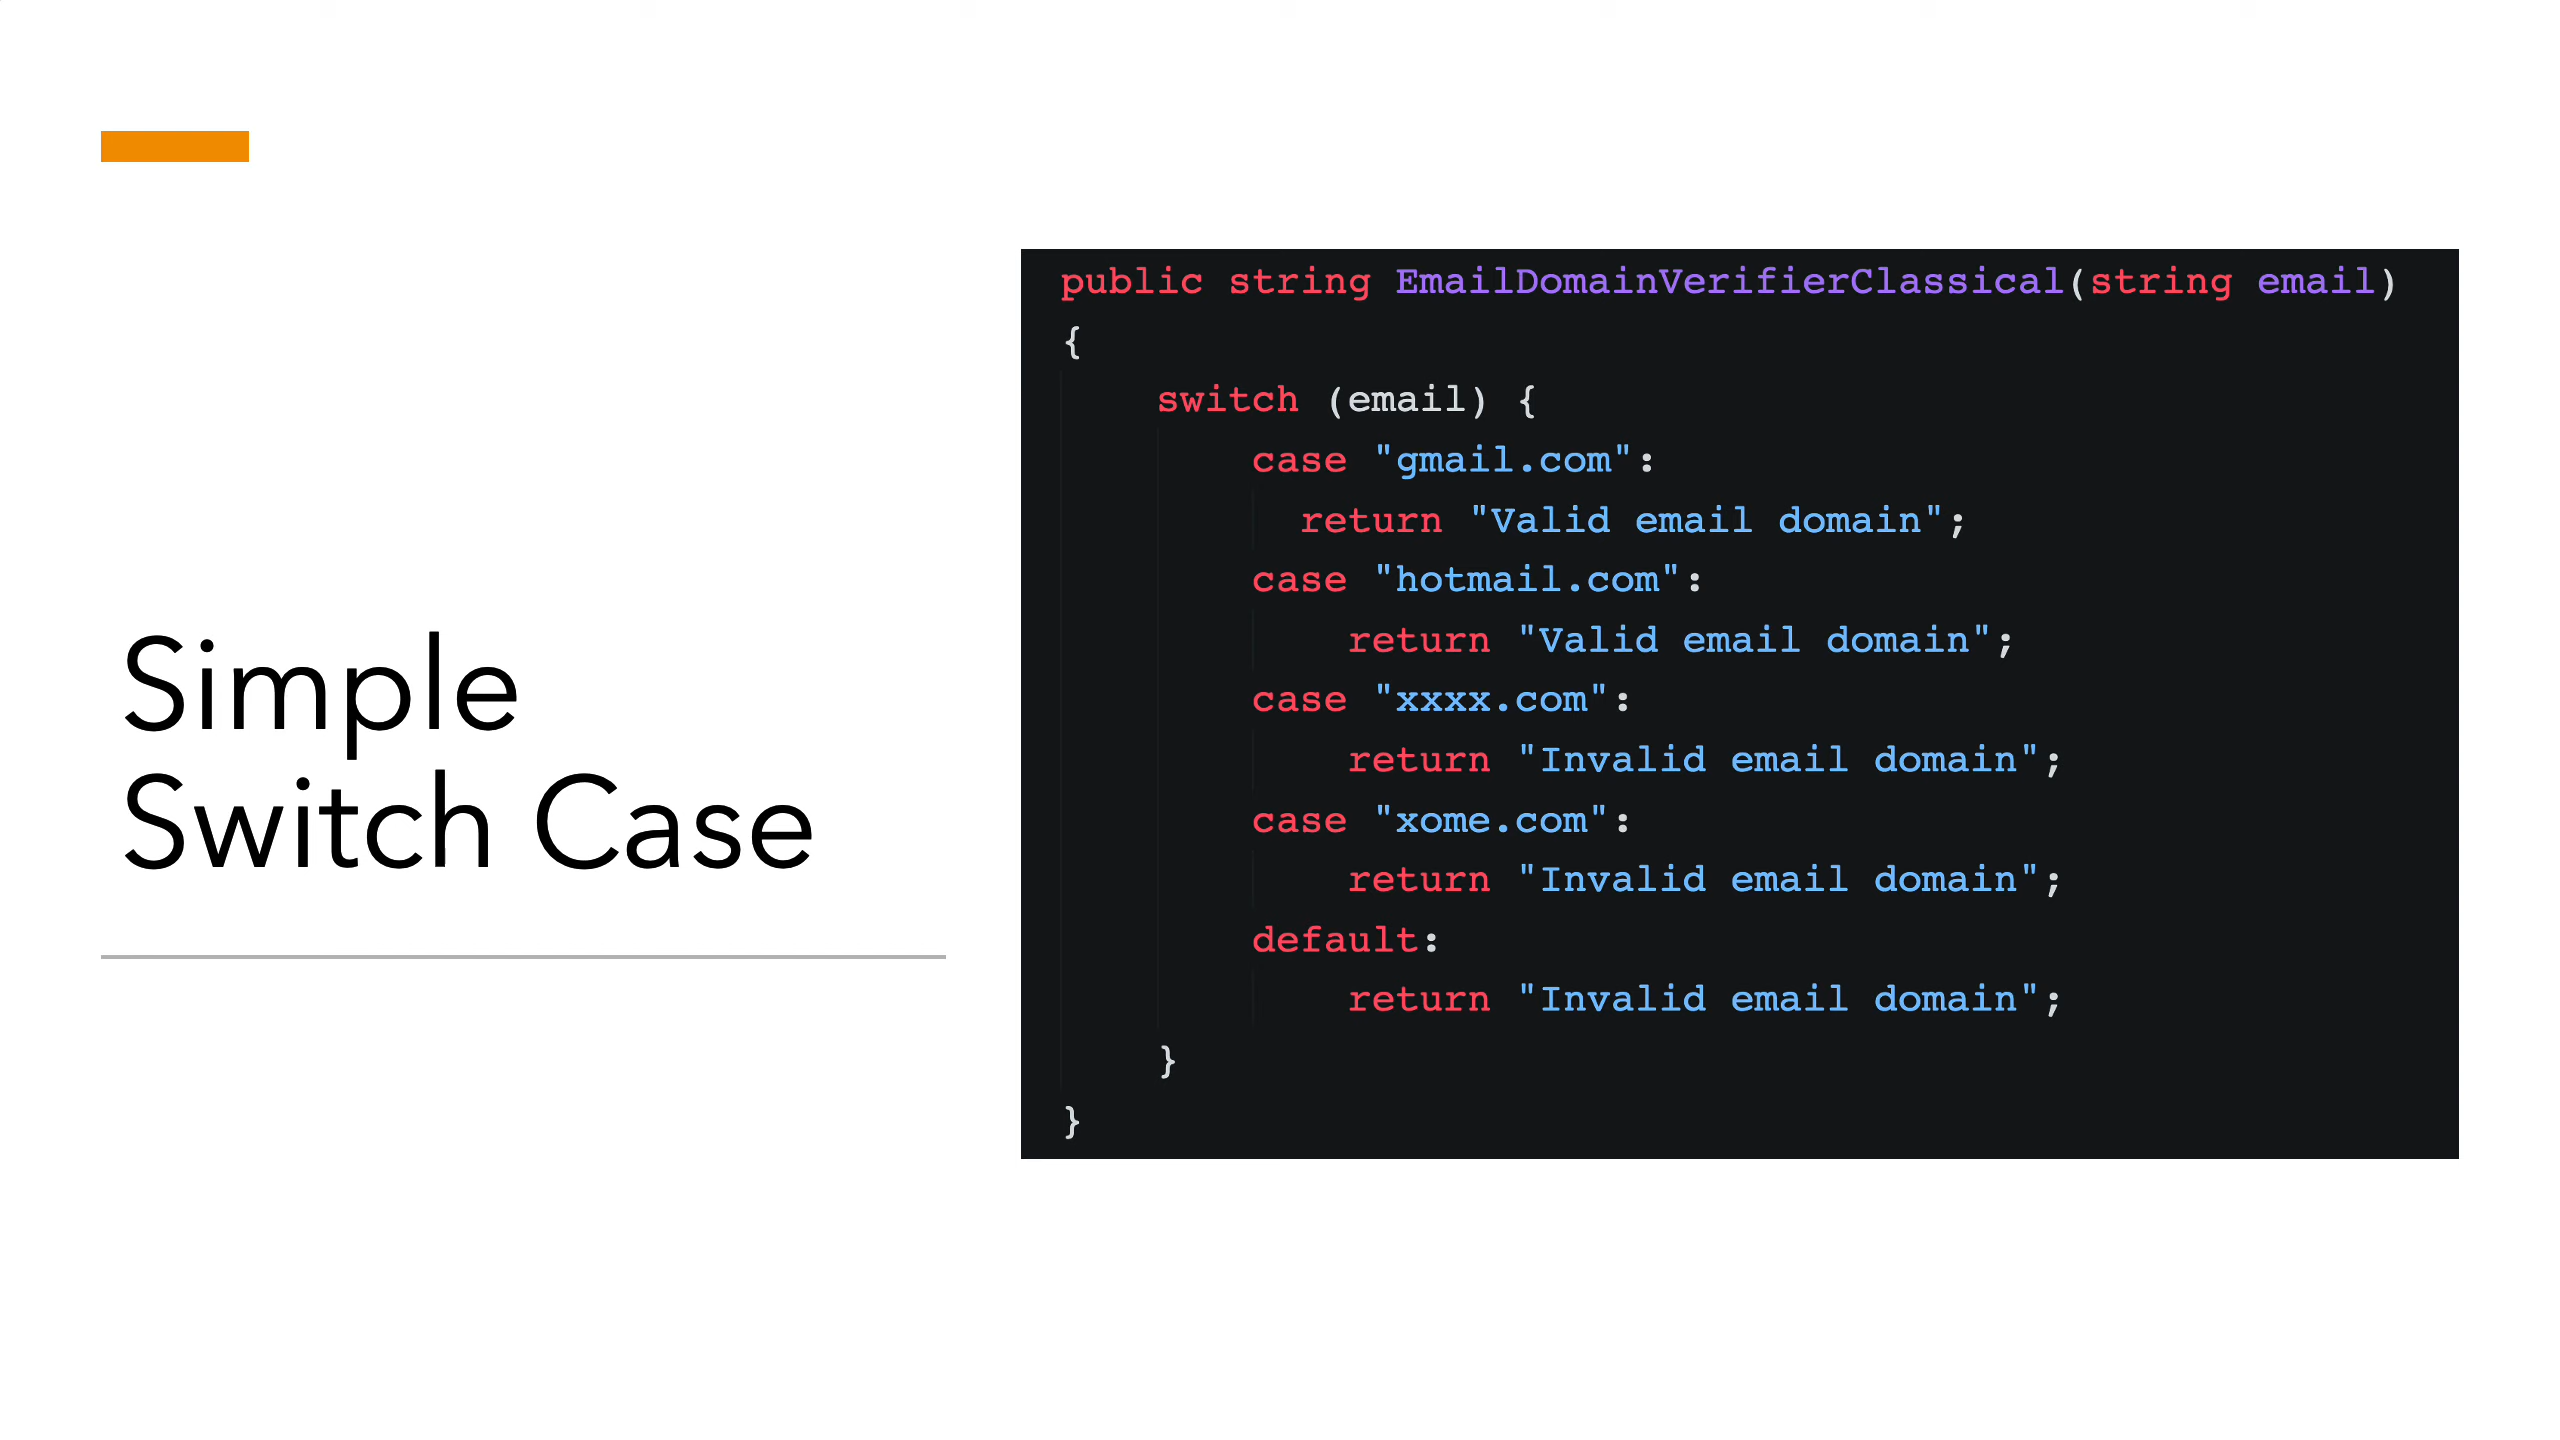 Simple
Switch Case
public string EmailDomainVerifierClassical(string email)
{
    switch (email) {
        case "gmail.com":
          return "Valid email domain";
        case "hotmail.com":
            return "Valid email domain";
        case "xxxx.com":
            return "Invalid email domain";
        case "xome.com":
            return "Invalid email domain";
        default:
            return "Invalid email domain";
    }
}